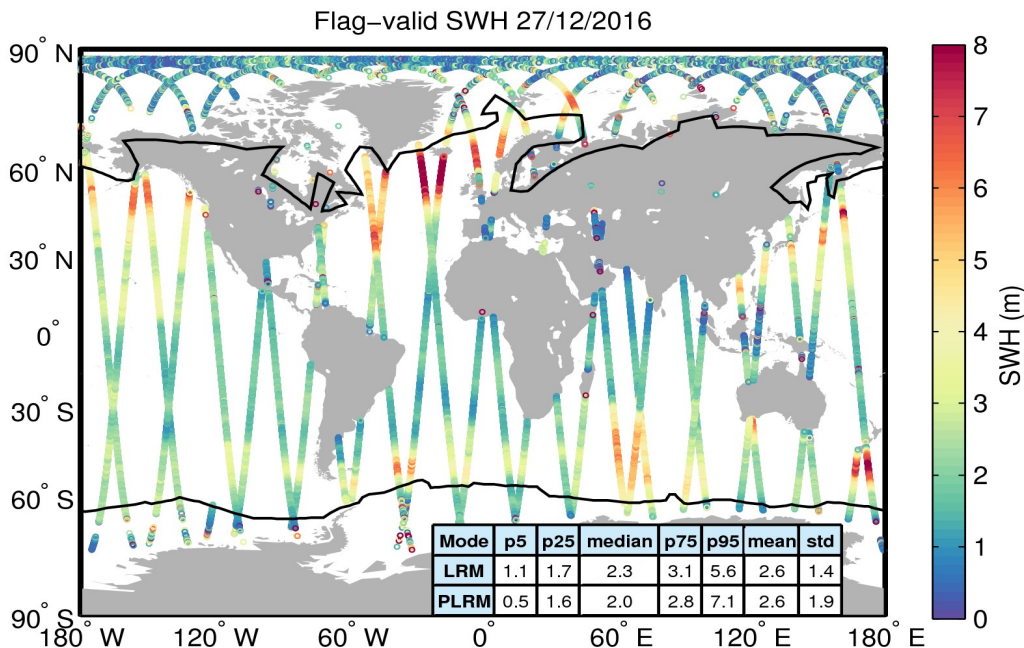 Flag−valid SWH 27/12/2016
90° N
60° N
30° N
0°
30° S
60° S
90° S
180° W
120° W
60° W
0°
60° E
120° E
180° E
Mode p5 p25 median p75 p95 mean std
LRM 1.1 1.7 2.3 3.1 5.6 2.6 1.4
PLRM 0.5 1.6 2.0 2.8 7.1 2.6 1.9
8
7
6
5
4
3
2
1
0
SWH (m)